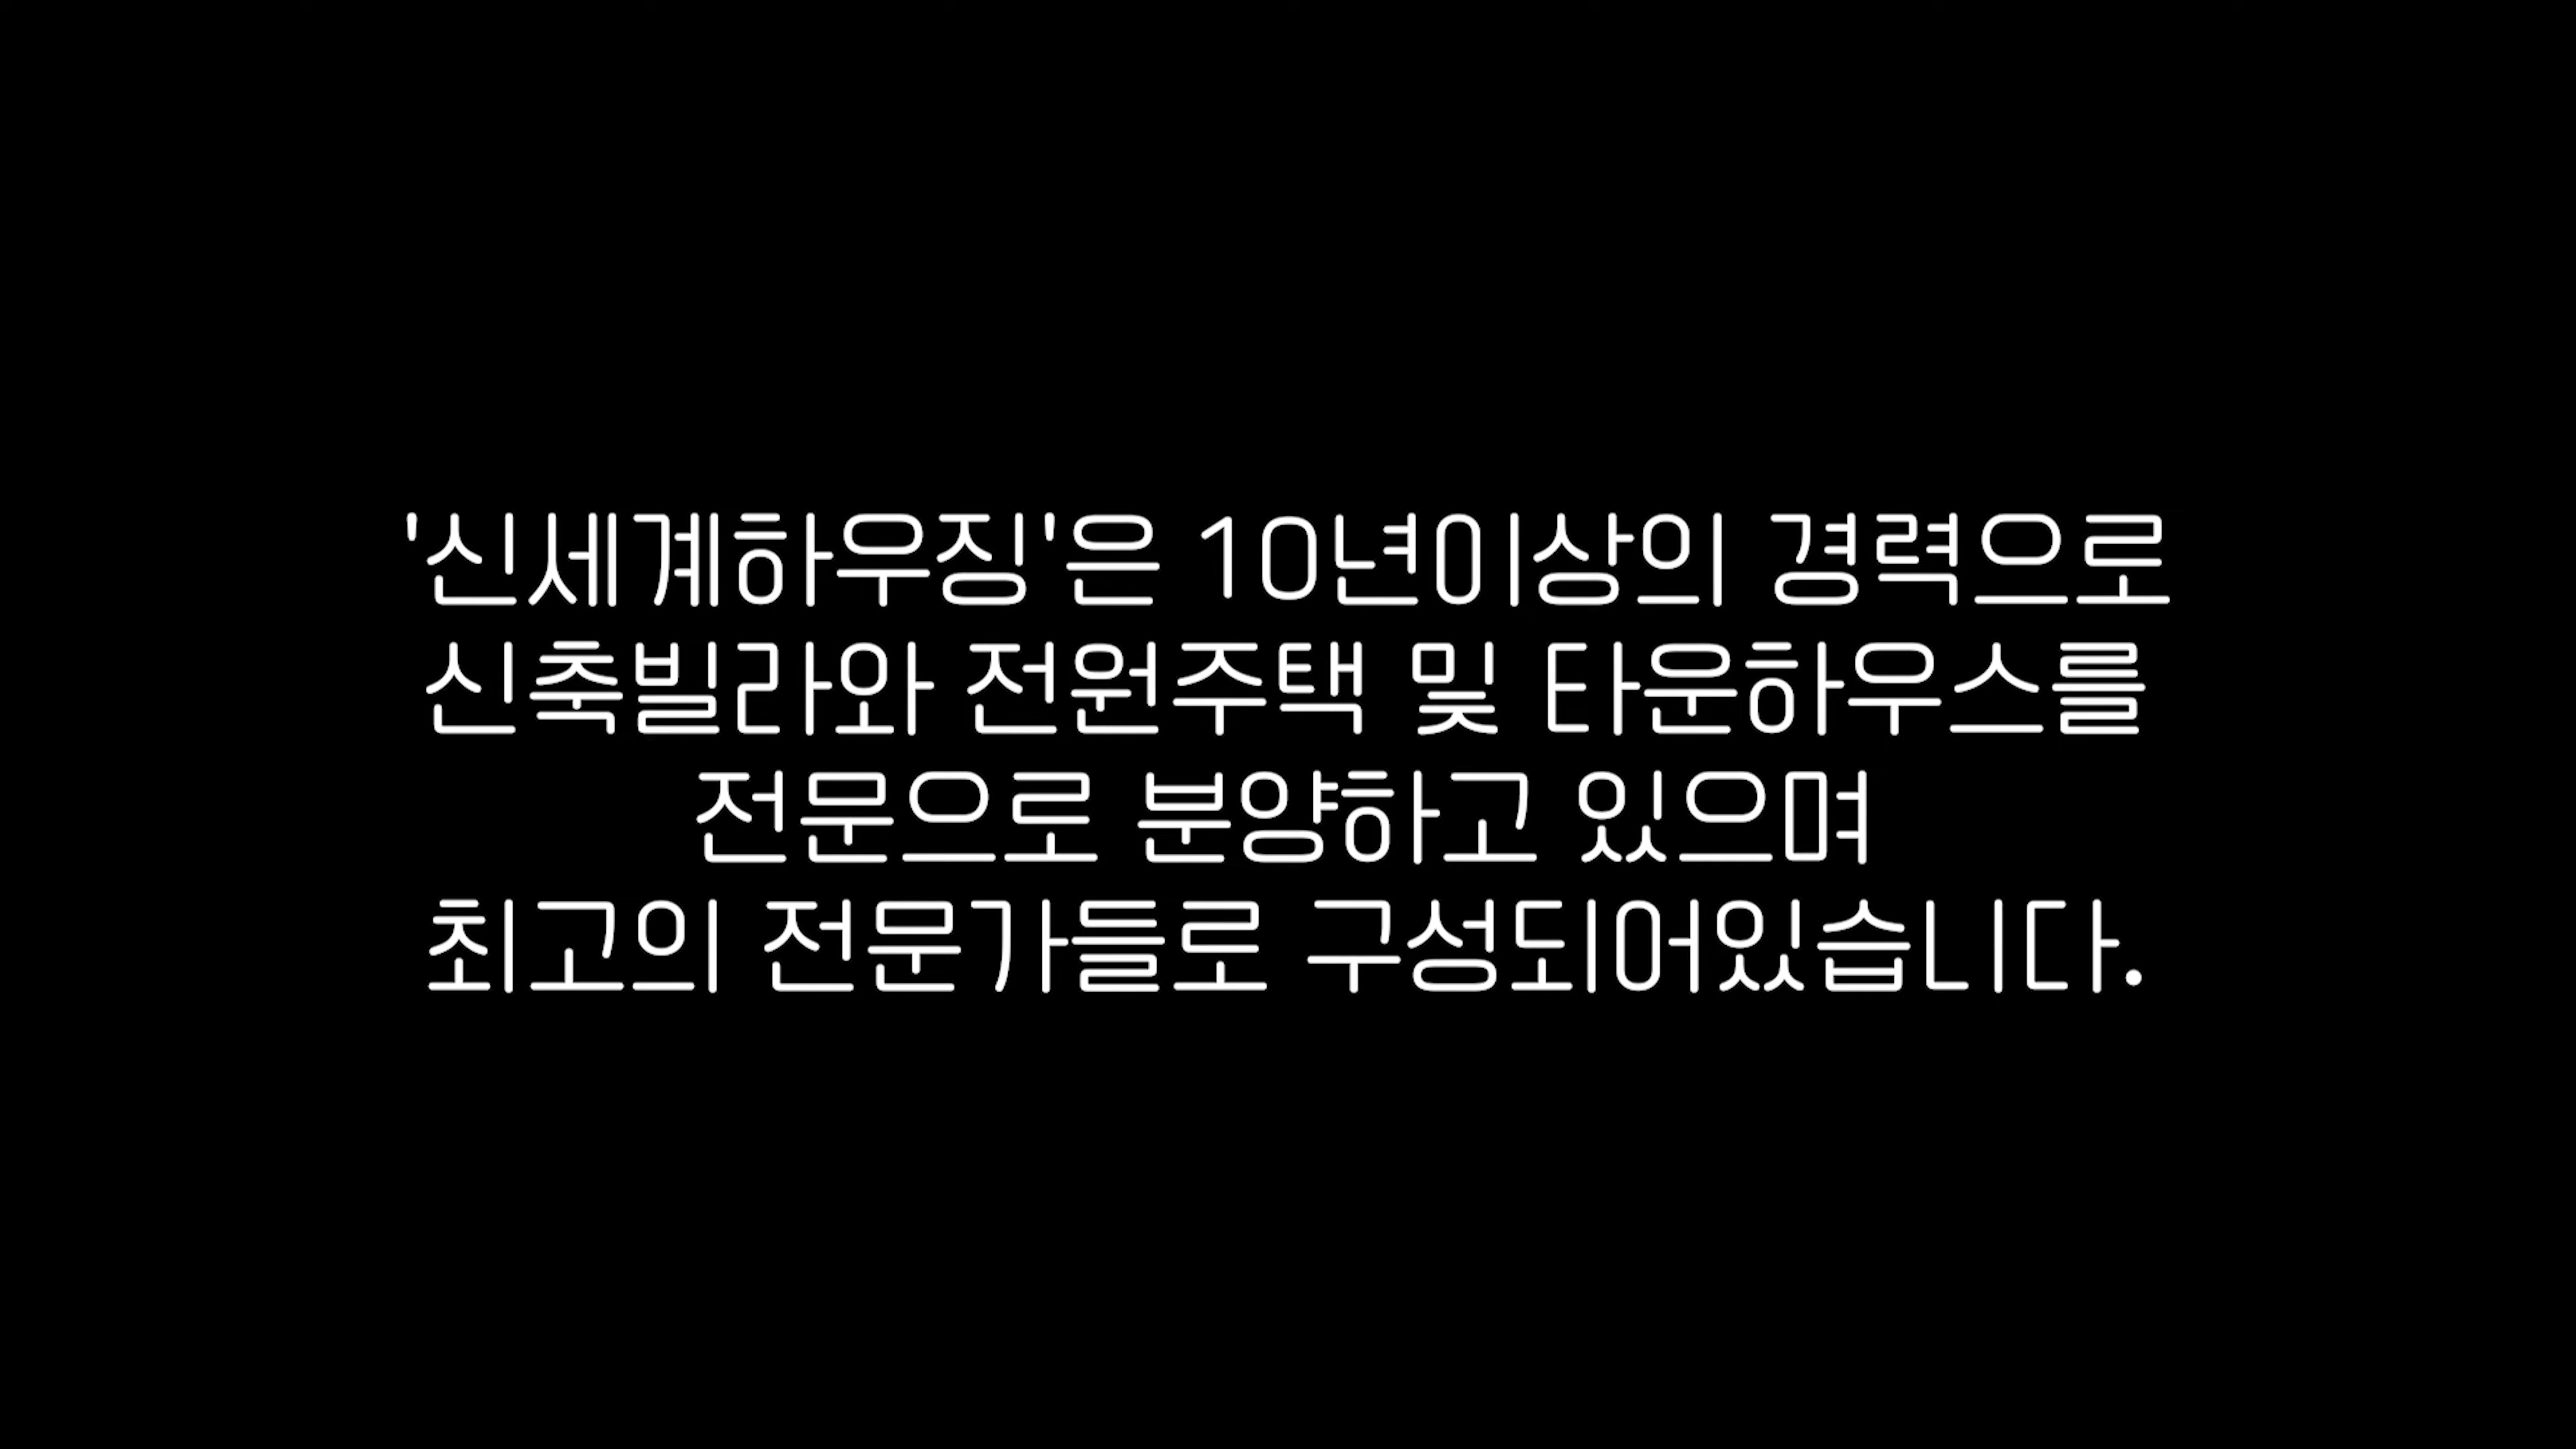 '신세계하우징'은 10년이상의 경력으로
신축빌라와 전원주택 및 타운하우스를
전문으로 분양하고 있으며
최고의 전문가들로 구성되어있습니다.